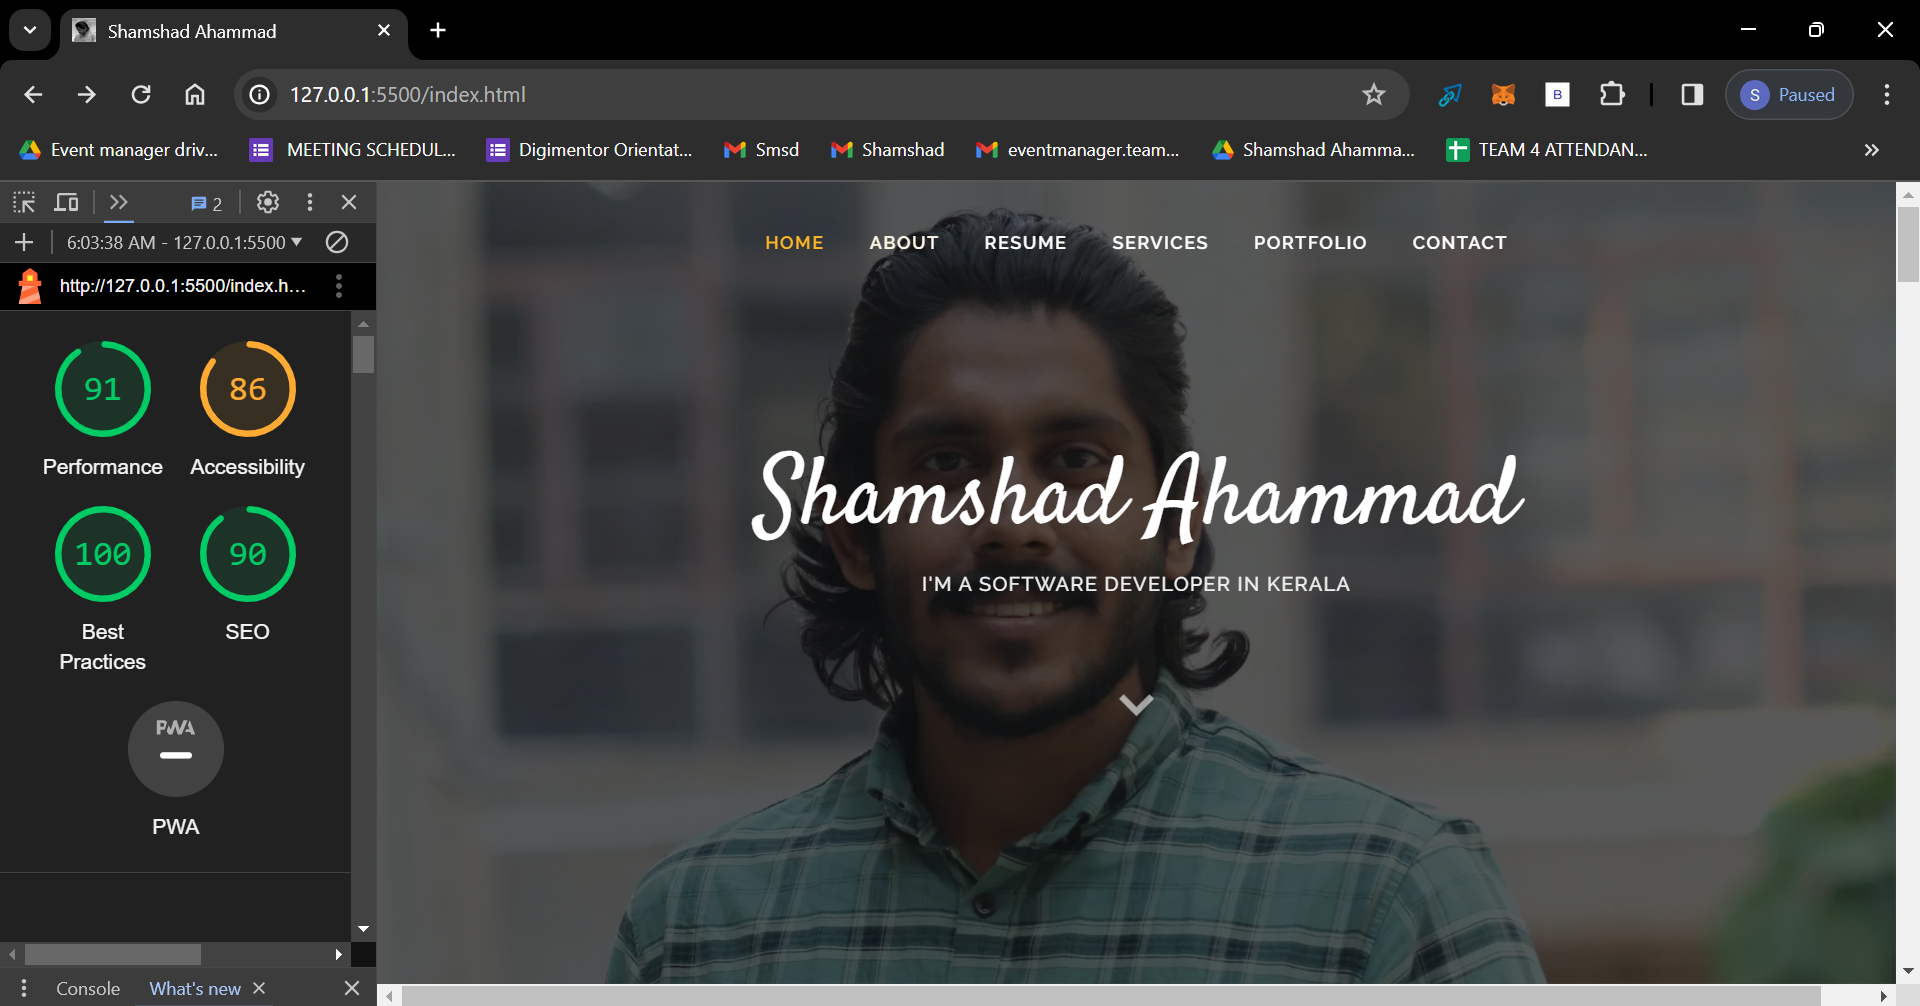 Shamshad Ahammad
127.0.0.1:5500/index.html
B
S Paused
Event manager driv...
MEETING SCHEDUL...
Digimentor Orientat...
Smsd
Shamshad
eventmanager.team...
Shamshad Ahamma...
TEAM 4 ATTENDAN...
2
6:03:38 AM - 127.0.0.1:5500
http://127.0.0.1:5500/index.h...
91
Performance
86
Accessibility
100
Best
Practices
90
SEO
PWA
PWA
Console
What's new
HOME ABOUT RESUME SERVICES PORTFOLIO CONTACT
Shamshad Ahammad
I'M A SOFTWARE DEVELOPER IN KERALA